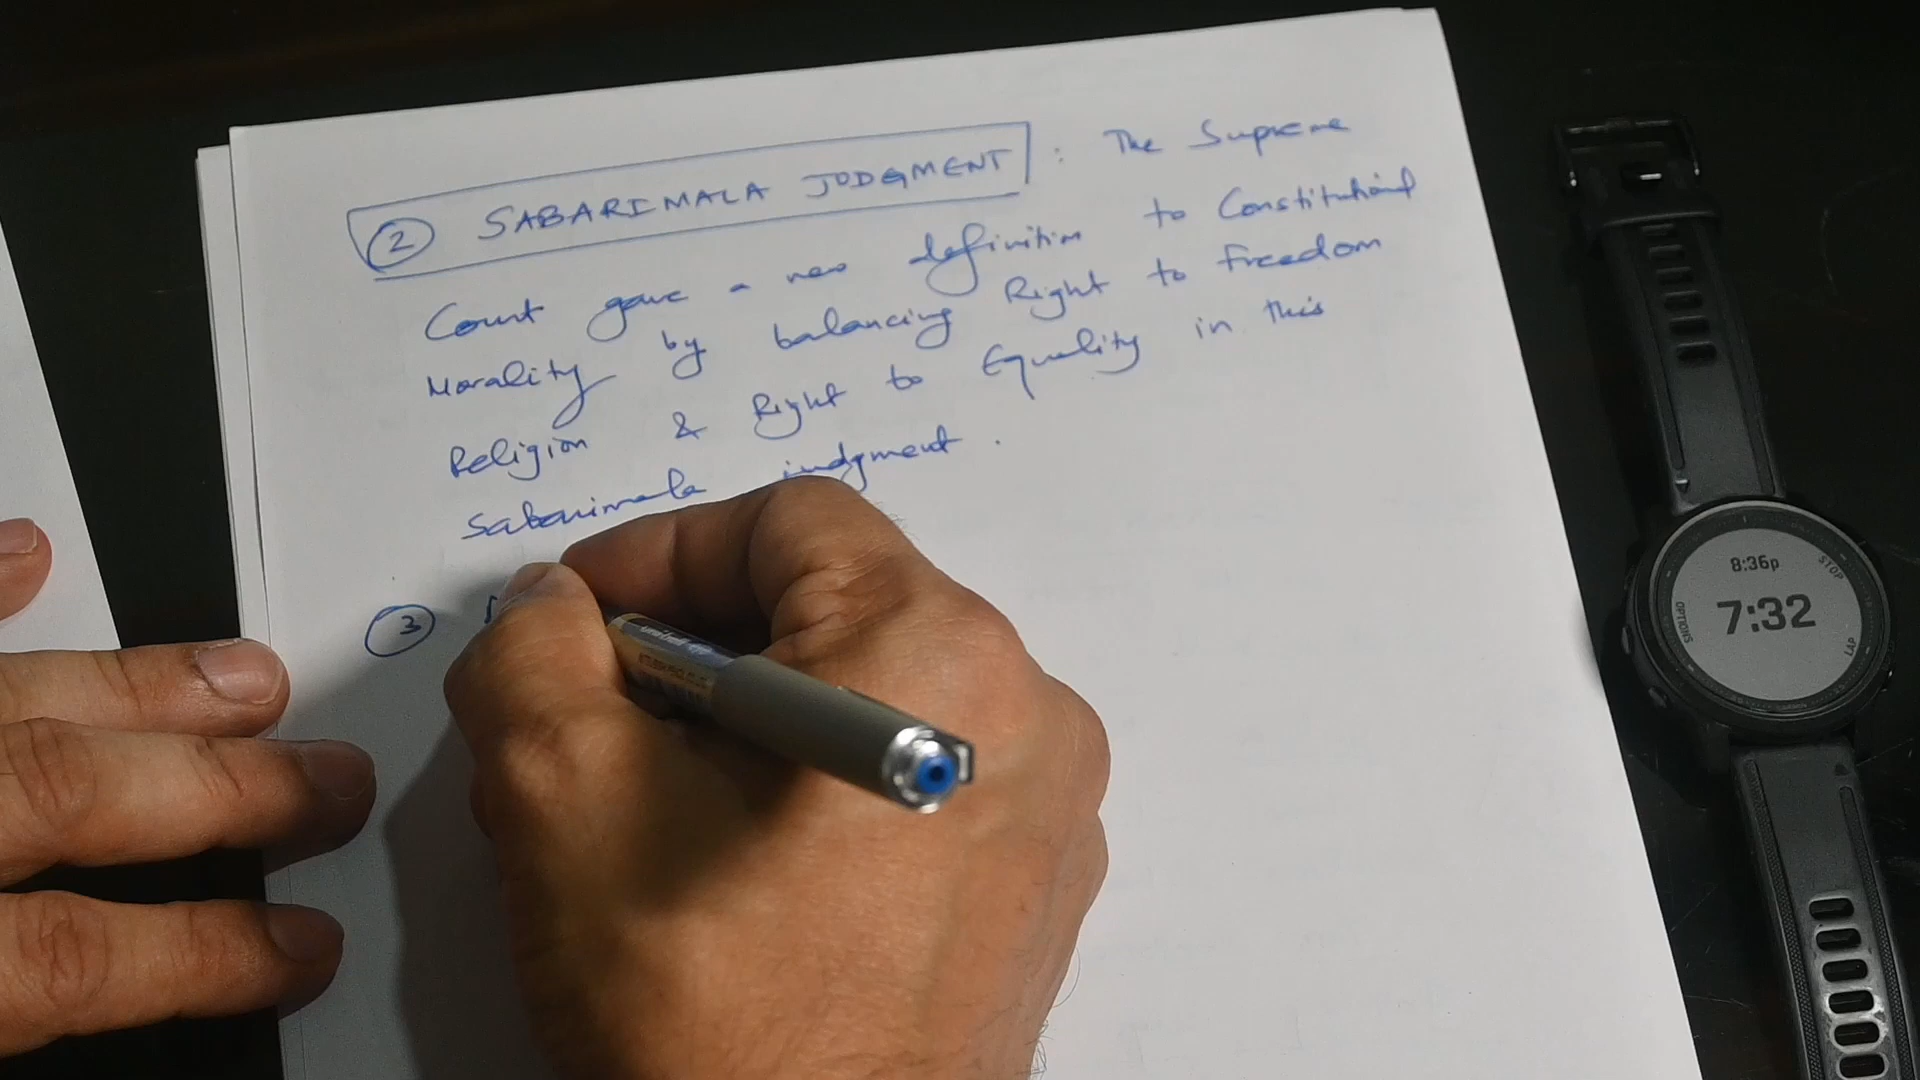 ② SABARIMALA JUDGMENT : The Supreme
Court gave a new definition to Constitutional
Morality by balancing Right to Freedom
Religion & Right to Equality in this
Sabarimala judgment.
③
8:36p
7:32
STOP
OPTIONS
LAP